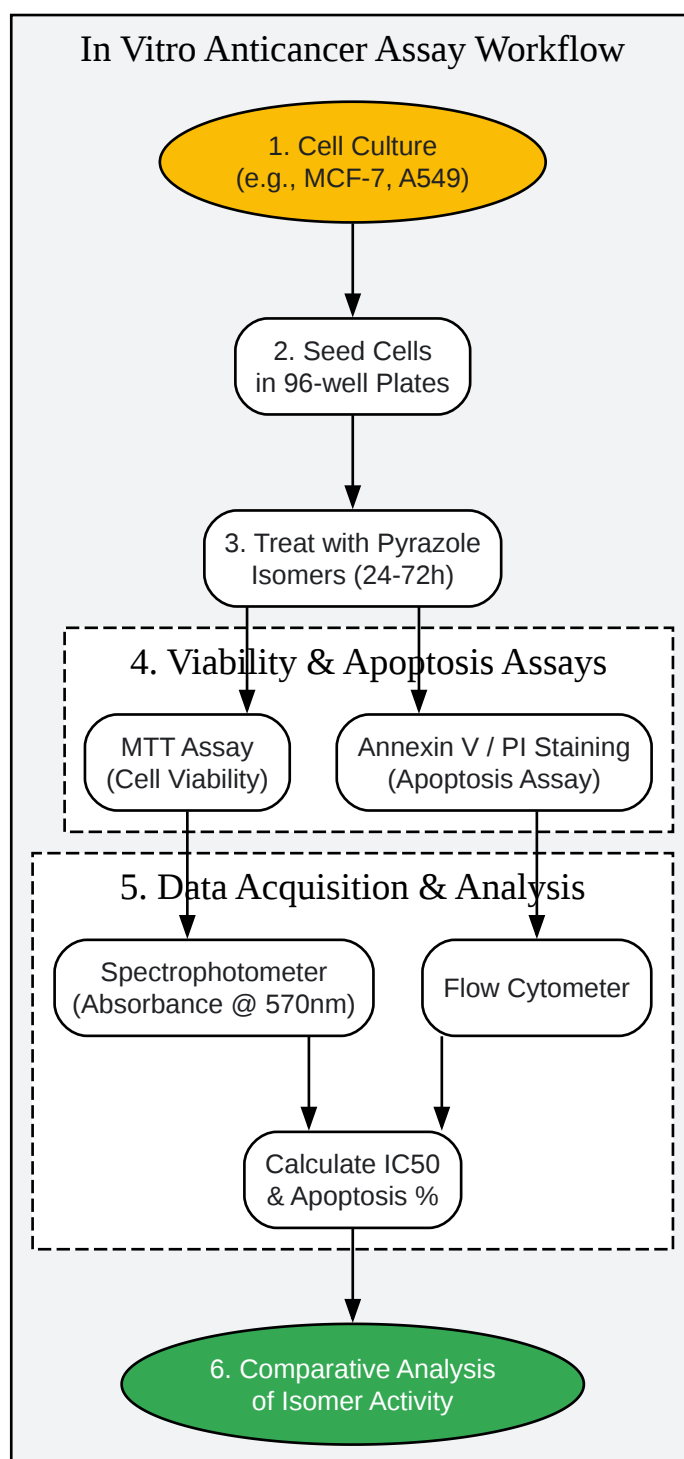 In Vitro Anticancer Assay Workflow
1. Cell Culture
(e.g., MCF-7, A549)
2. Seed Cells
in 96-well Plates
3. Treat with Pyrazole
Isomers (24-72h)
4. Viability & Apoptosis Assays
MTT Assay
(Cell Viability)
Annexin V / PI Staining
(Apoptosis Assay)
5. Data Acquisition & Analysis
Spectrophotometer
(Absorbance @ 570nm)
Flow Cytometer
Calculate IC50
& Apoptosis %
6. Comparative Analysis
of Isomer Activity